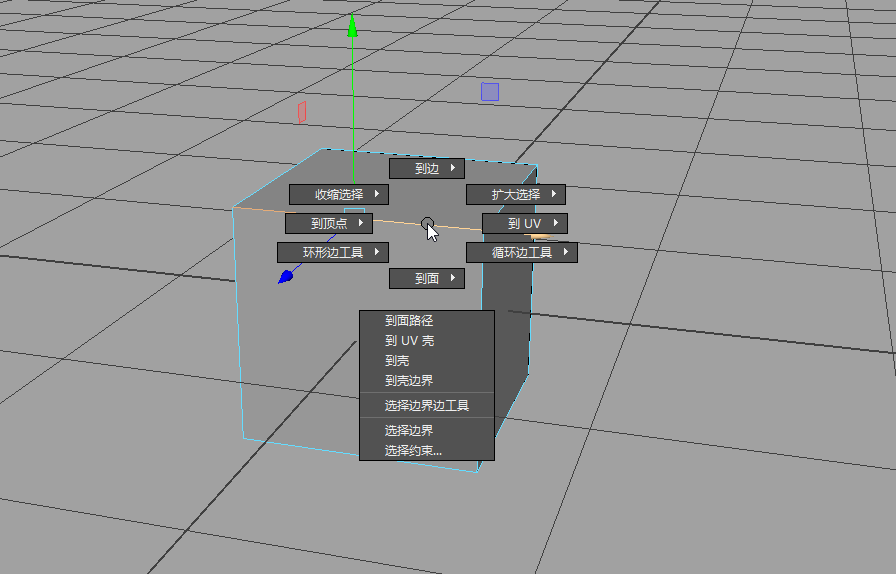 到边
收缩选择
扩大选择
到顶点
到 UV
环形边工具
循环边工具
到面
到面路径
到 UV 壳
到壳
到壳边界
选择边界边工具
选择边界
选择约束...